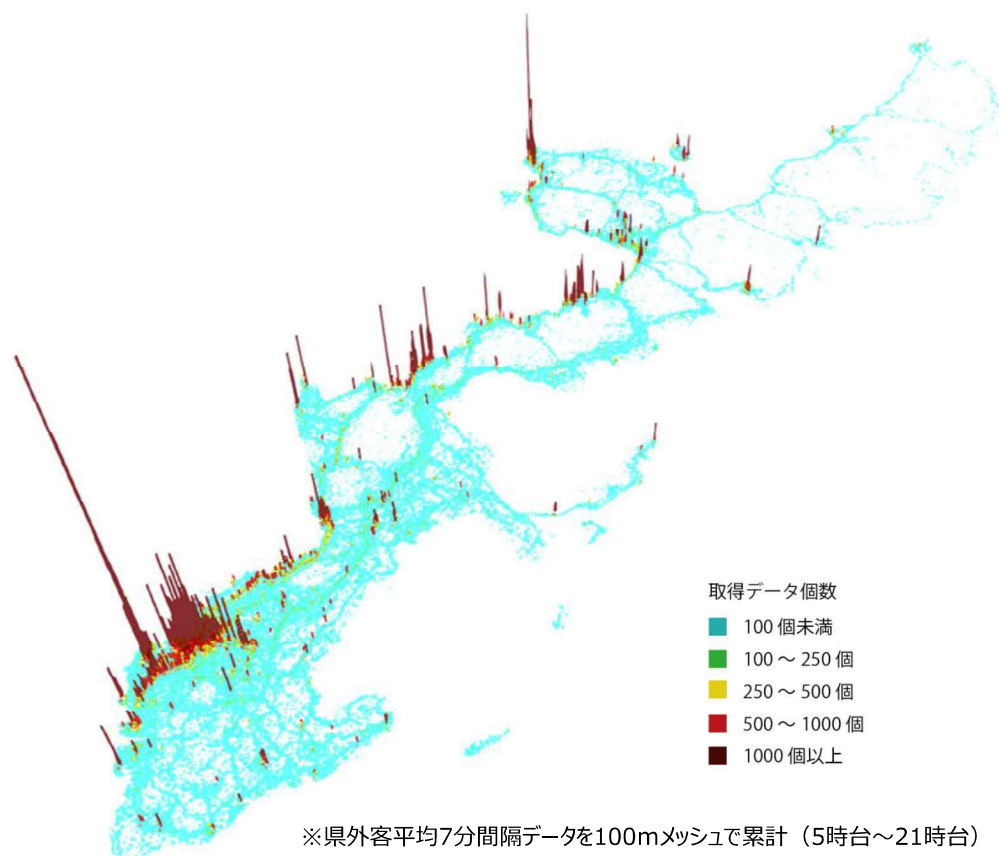 取得データ個数
100 個未満
100 ～ 250 個
250 ～ 500 個
500 ～ 1000 個
1000 個以上
※県外客平均7分間隔データを100mメッシュで累計（5時台～21時台）